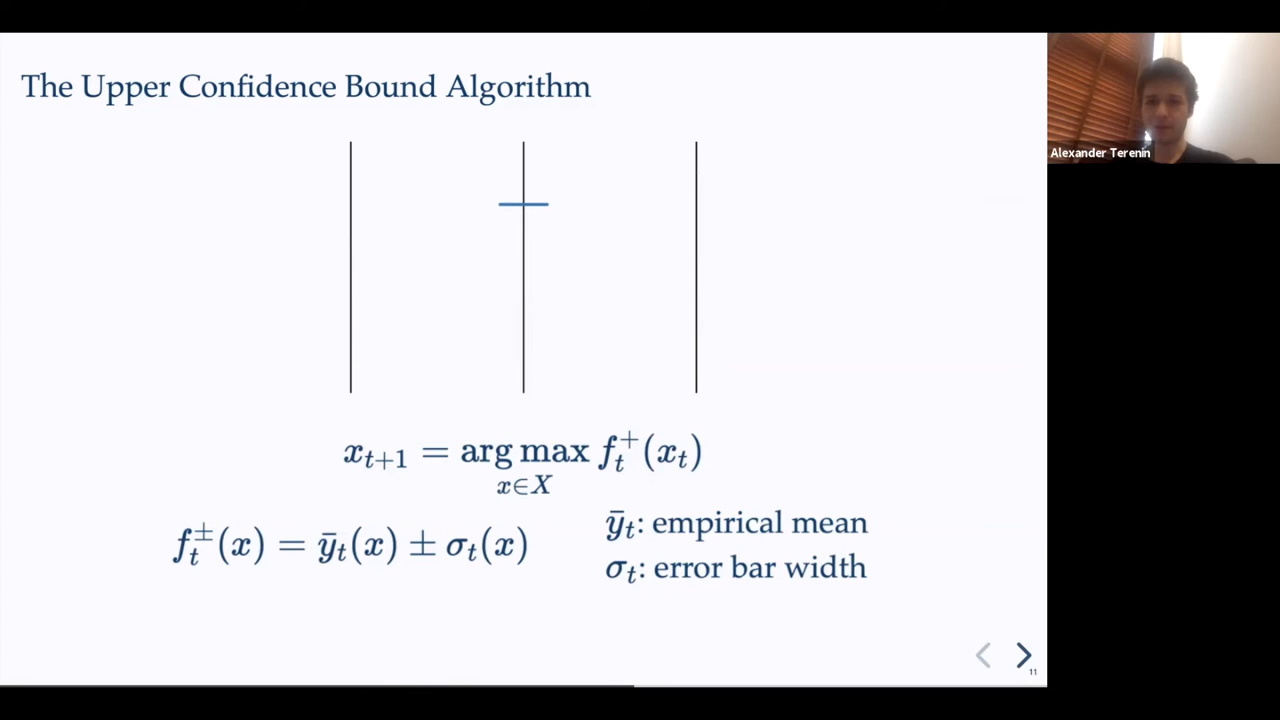 The Upper Confidence Bound Algorithm
Alexander Terenin
x_{t+1} = arg max_{x∈X} f_t^+(x_t)
f_t^±(x) = ȳ_t(x) ± σ_t(x)
ȳ_t: empirical mean
σ_t: error bar width
11